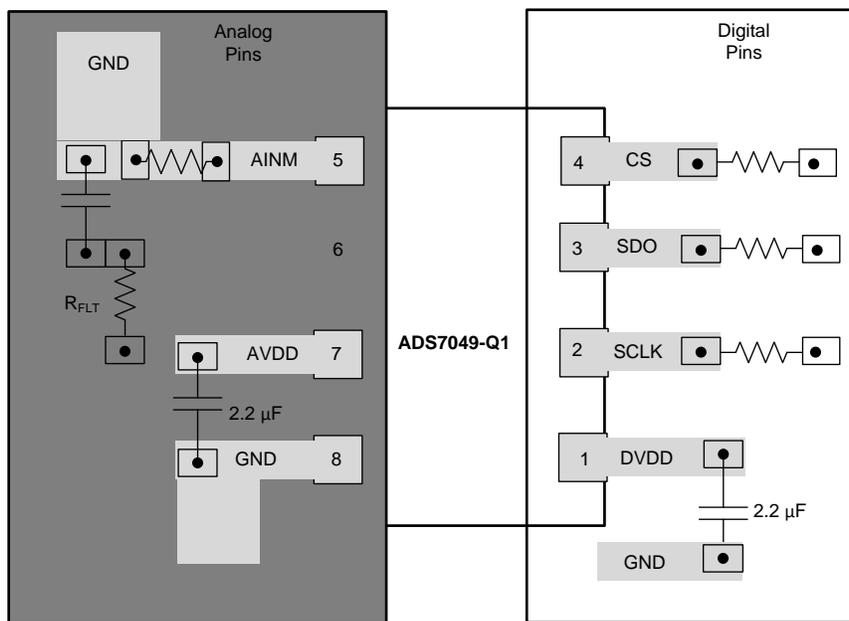 Analog
Pins
Digital
Pins
GND
AINM
5
4
CS
6
3
SDO
R_FLT
AVDD
7
ADS7049-Q1
2
SCLK
2.2 µF
GND
8
1
DVDD
2.2 µF
GND